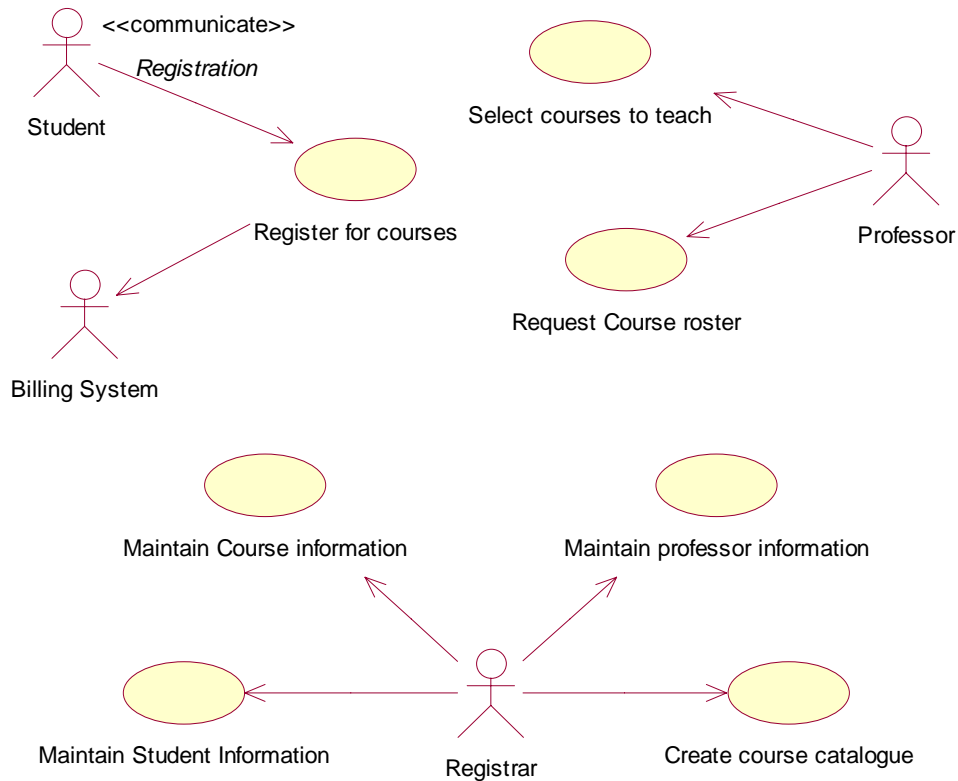 <<communicate>>
Registration
Student
Select courses to teach
Register for courses
Professor
Request Course roster
Billing System
Maintain Course information
Maintain professor information
Maintain Student Information
Registrar
Create course catalogue